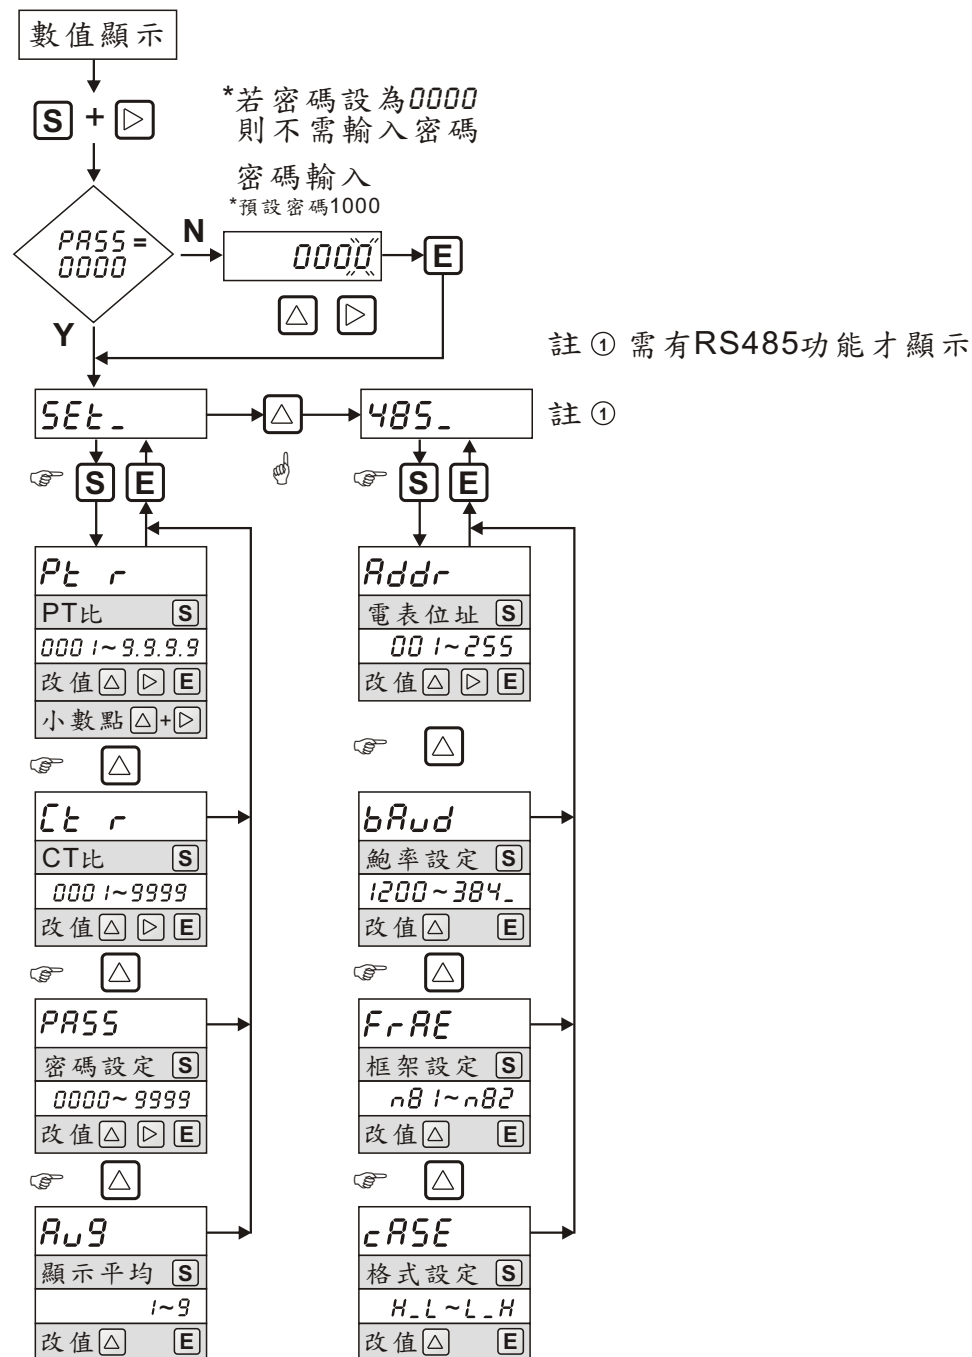 數值顯示
S + ▷
*若密碼設為0000
則不需輸入密碼
密碼輸入
*預設密碼1000
PASS =
0000
N
0000
E
△ ▷
Y
註 ① 需有RS485功能才顯示
SEt_
△
485_
註 ①
S E
S E
Pt r
PT比 S
0001~9.9.9.9
改值 △ ▷ E
小數點 △+▷
△
Ct r
CT比 S
0001~9999
改值 △ ▷ E
△
PASS
密碼設定 S
0000~9999
改值 △ ▷ E
△
Aug
顯示平均 S
1~9
改值 △ E
Addr
電表位址 S
001~255
改值 △ ▷ E
△
bAud
鮑率設定 S
1200~384_
改值 △ E
△
FrAE
框架設定 S
n81~n82
改值 △ E
△
cASE
格式設定 S
H_L~L_H
改值 △ E